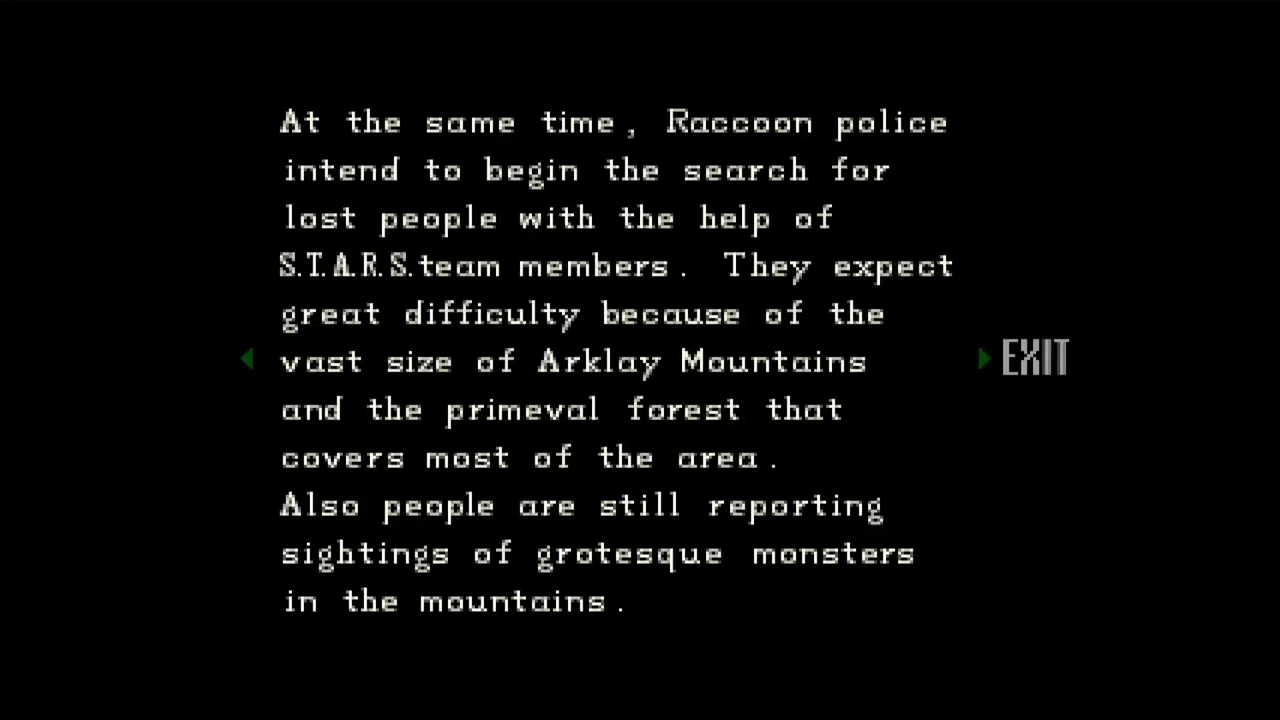 At the same time, Raccoon police
intend to begin the search for
lost people with the help of
S.T.A.R.S.team members. They expect
great difficulty because of the
vast size of Arklay Mountains
EXIT
and the primeval forest that
covers most of the area.
Also people are still reporting
sightings of grotesque monsters
in the mountains.